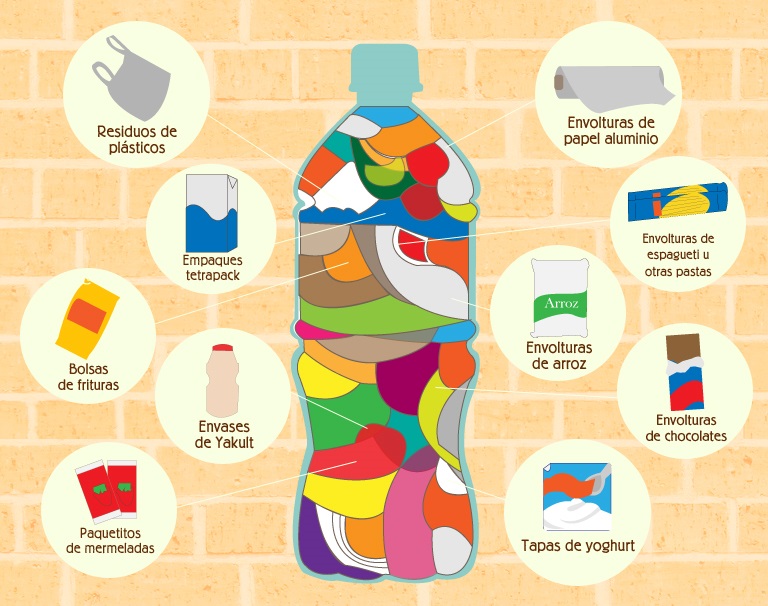 Residuos de
plásticos
Envolturas de
papel aluminio
Empaques
tetrapack
Envolturas de
espagueti u
otras pastas
Arroz
Envolturas
de arroz
Bolsas
de frituras
Envases
de Yakult
Envolturas
de chocolates
Paquetitos
de mermeladas
Tapas de yoghurt